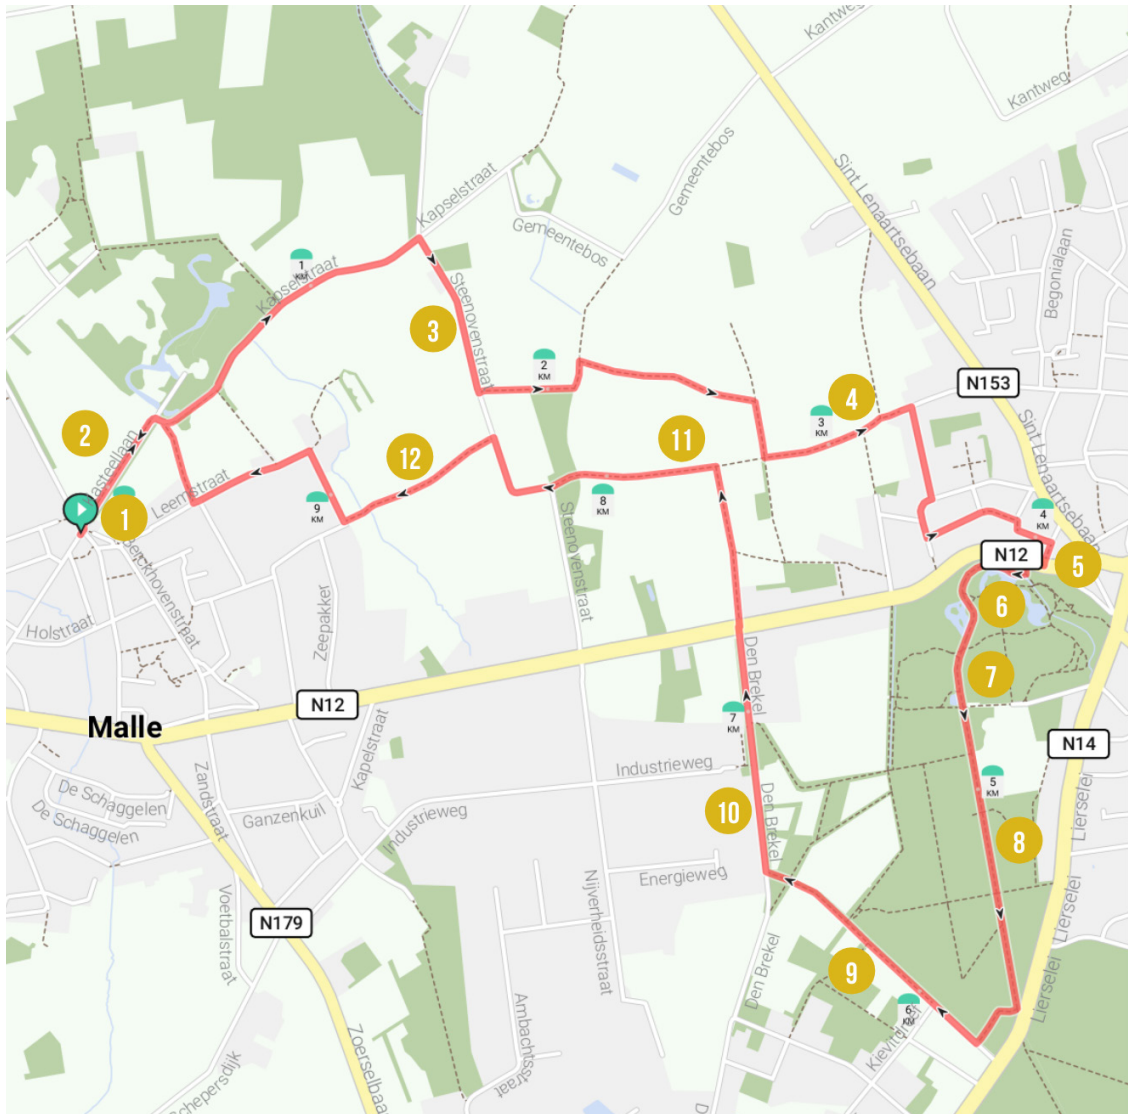 Kantweg
Kantweg
Sint Lenaartsebaan
Kapselstraat
Gemeentebos
Gemeentebos
Begonialaan
1
KM
Kapselstraat
Steenovenstraat
3
2
KM
N153
4
3
KM
Sint Lenaartsebaan
2
11
12
Leemstraat
1
9
KM
8
KM
4
KM
N12
5
6
Steenovenstraat
Berckhovenstraat
Holstraat
Zeepakker
Den Brekel
7
N12
Malle
7
KM
N14
Kapelstraat
Industrieweg
5
KM
Zandstraat
De Schaggelen
De Schaggelen
Ganzenkuil
Industrieweg
Den Brekel
10
8
Lierselei
Energieweg
Voetbalstraat
Nijverheidsstraat
N179
Lierselei
Den Brekel
9
6
KM
Lierselei
Ambachtsstraat
Schepersdijk